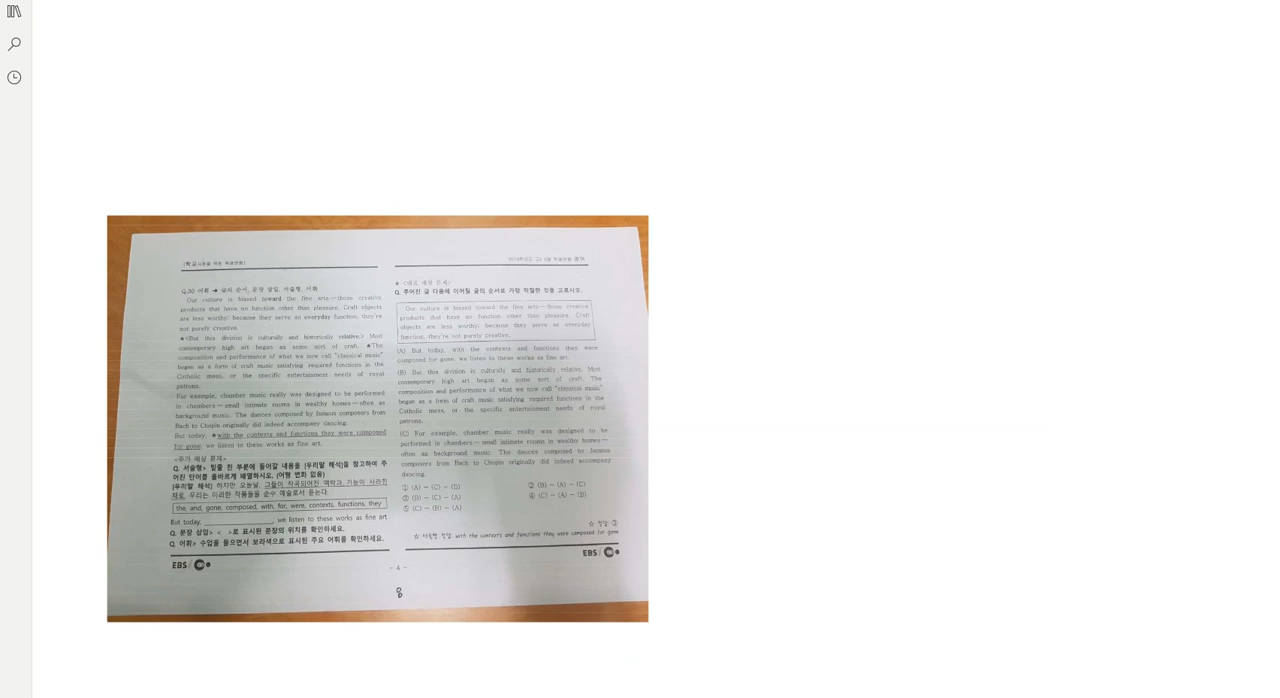 [학교시험을 위한 학습변형]
Q.30 어휘 ➔ 글의 순서, 문장 삽입, 서술형, 어휘
Our culture is biased toward the fine arts—those creative
products that have no function other than pleasure. Craft objects
are less worthy; because they serve an everyday function, they're
not purely creative.
★<But this division is culturally and historically relative.> Most
contemporary high art began as some sort of craft. ★The
composition and performance of what we now call "classical music"
began as a form of craft music satisfying required functions in the
Catholic mass, or the specific entertainment needs of royal
patrons.
For example, chamber music really was designed to be performed
in chambers—small intimate rooms in wealthy homes—often as
background music. The dances composed by famous composers from
Bach to Chopin originally did indeed accompany dancing.
But today, ★with the contexts and functions they were composed
for gone, we listen to these works as fine art.
<추가 예상 문제>
Q. 서술형> 밑줄 친 부분에 들어갈 내용을 [우리말 해석]을 참고하여 주
어진 단어를 올바르게 배열하시오. (어형 변화 없음)
[우리말 해석] 하지만 오늘날, 그들이 작곡되어진 맥락과 기능이 사라진
채로, 우리는 이러한 작품들을 순수 예술로서 듣는다.
the, and, gone, composed, with, for, were, contexts, functions, they
But today, ____________________, we listen to these works as fine art
Q. 문장 삽입> < >로 표시된 문장의 위치를 확인하세요.
Q. 어휘> 수업을 들으면서 보라색으로 표시된 주요 어휘를 확인하세요.
EBS
★ <대표 예상 문제>
Q. 주어진 글 다음에 이어질 글의 순서로 가장 적절한 것을 고르시오.
Our culture is biased toward the fine arts—those creative
products that have no function other than pleasure. Craft
objects are less worthy; because they serve an everyday
function, they're not purely creative.
(A) But today, with the contexts and functions they were
composed for gone, we listen to these works as fine art.
(B) But this division is culturally and historically relative. Most
contemporary high art began as some sort of craft. The
composition and performance of what we now call "classical music"
began as a form of craft music satisfying required functions in the
Catholic mass, or the specific entertainment needs of royal
patrons.
(C) For example, chamber music really was designed to be
performed in chambers—small intimate rooms in wealthy homes—
often as background music. The dances composed by famous
composers from Bach to Chopin originally did indeed accompany
dancing.
① (A) - (C) - (B)
② (B) - (A) - (C)
③ (B) - (C) - (A)
④ (C) - (A) - (B)
⑤ (C) - (B) - (A)
☆ 정답 ③
☆ 서술형 정답 with the contexts and functions they were composed for gone
EBS
- 4 -